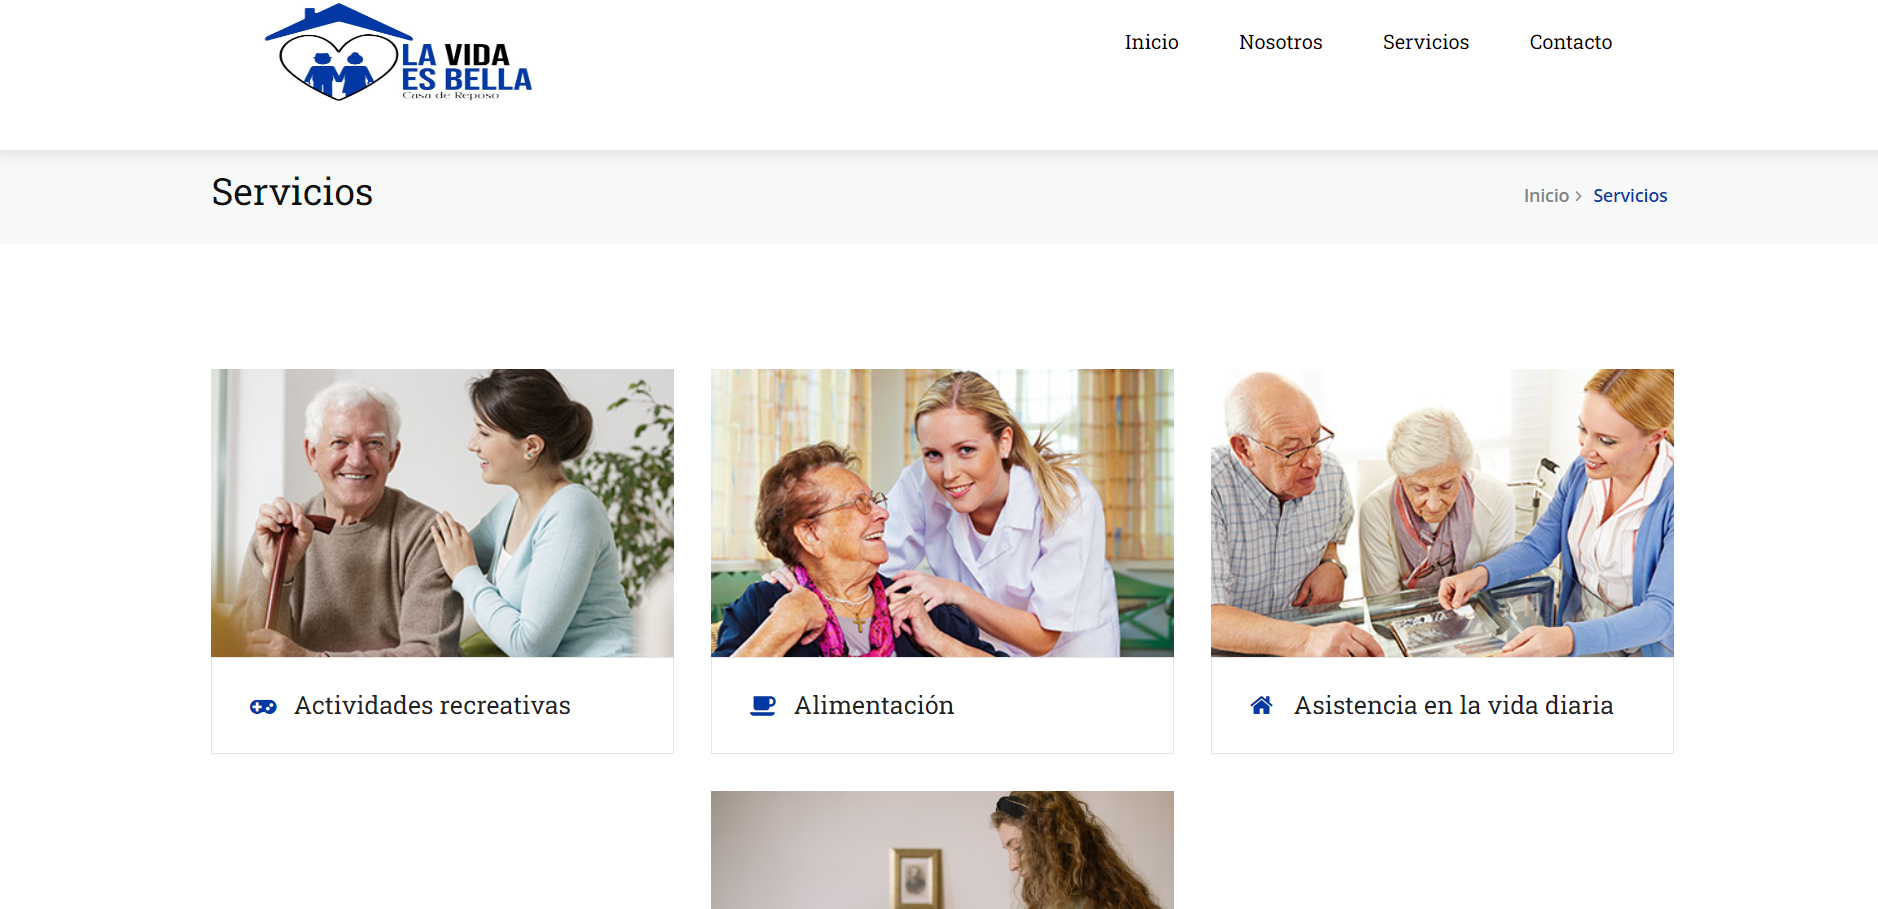 LA VIDA
ES BELLA
Casa de Reposo
Inicio
Nosotros
Servicios
Contacto
Servicios
Inicio > Servicios
Actividades recreativas
Alimentación
Asistencia en la vida diaria